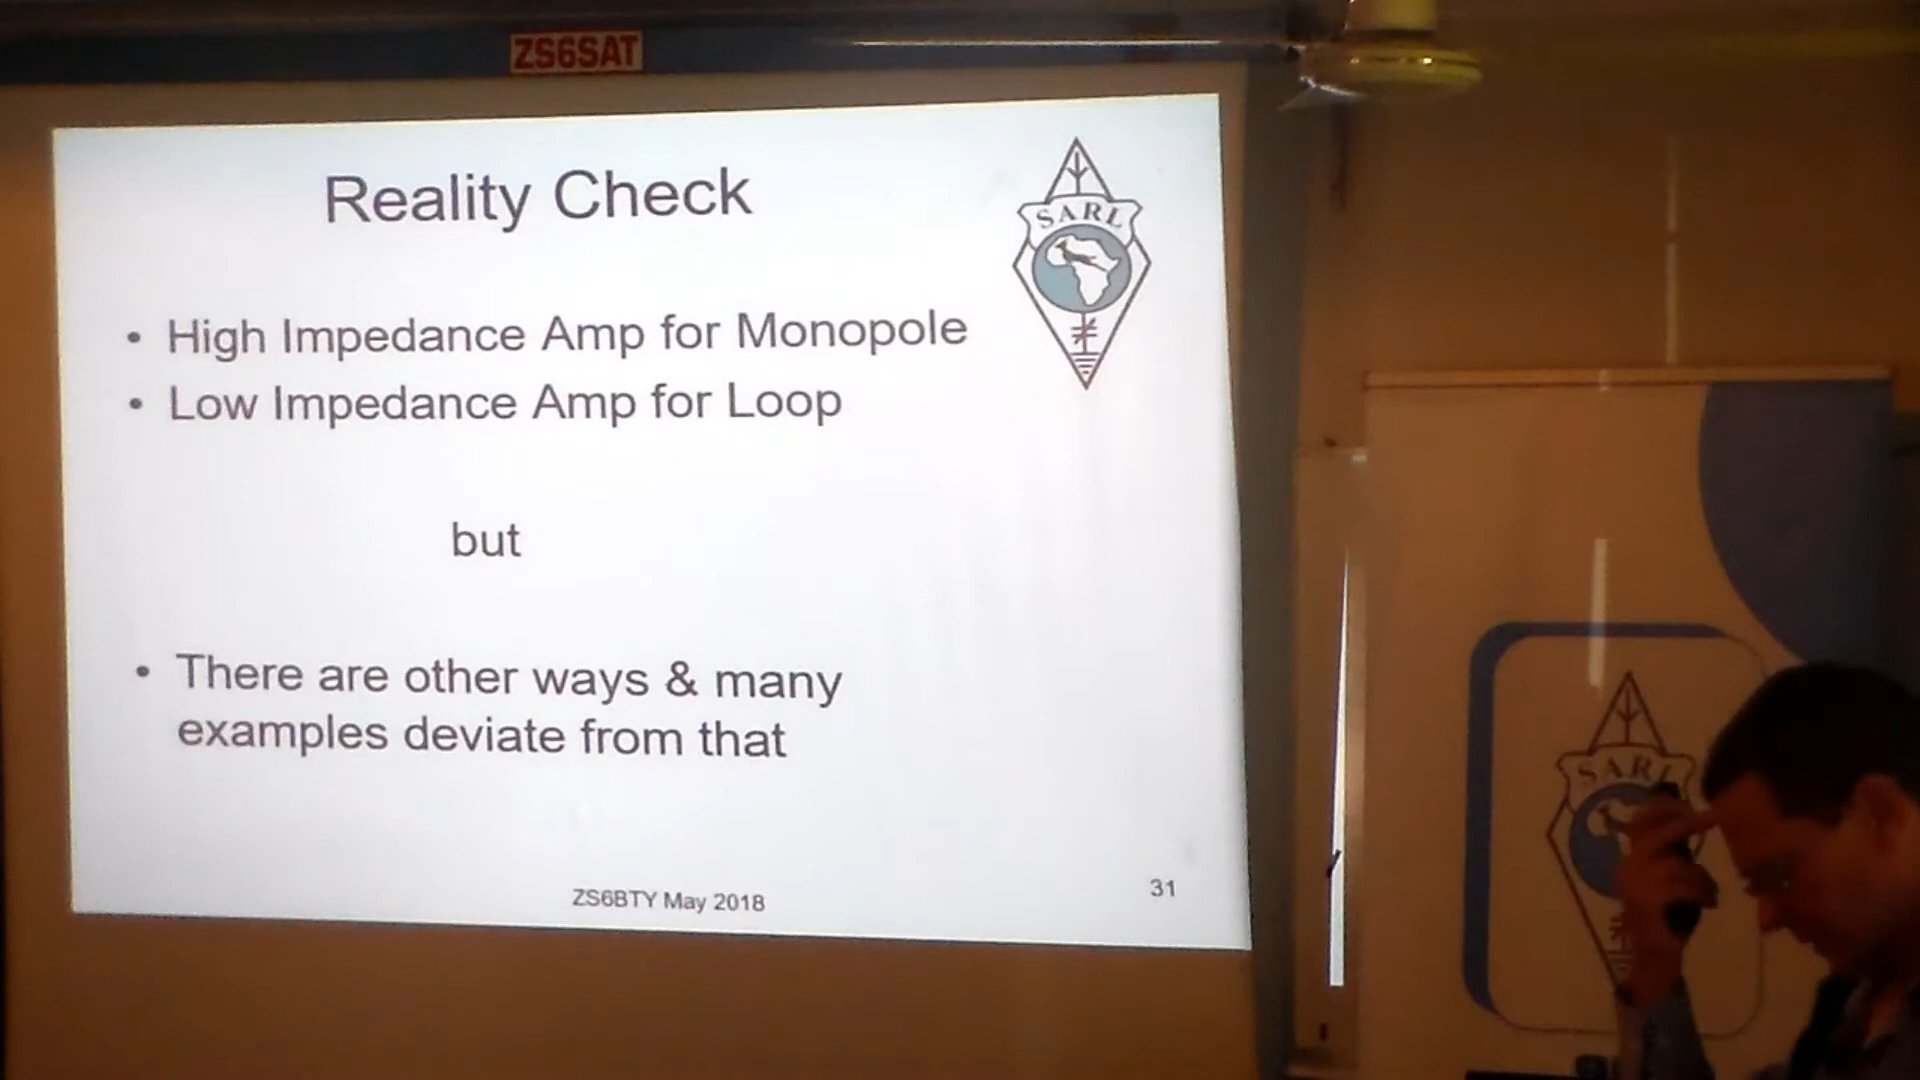 ZS6SAT
Reality Check
SARL
• High Impedance Amp for Monopole
• Low Impedance Amp for Loop
but
• There are other ways & many
examples deviate from that
ZS6BTY May 2018
31
SARL